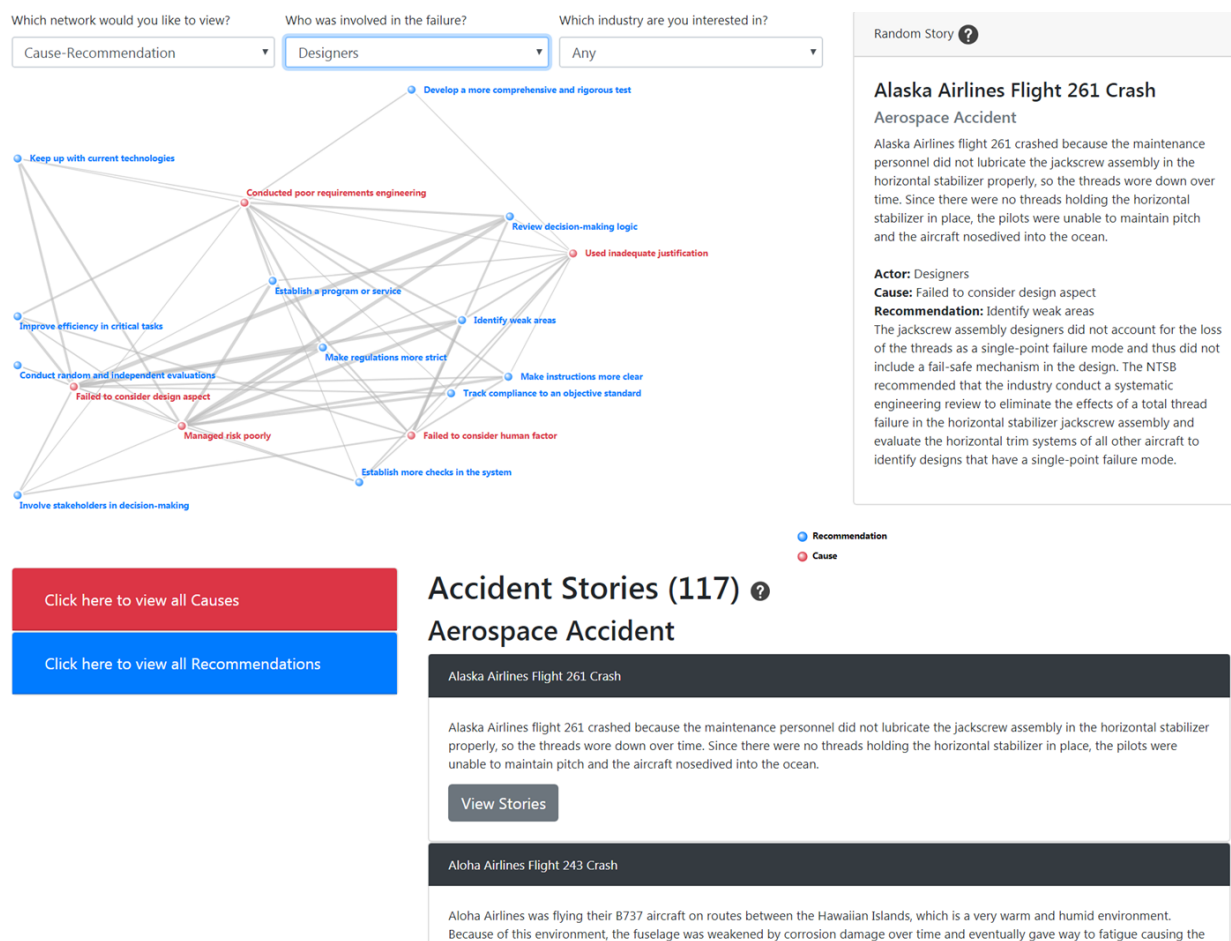 Which network would you like to view?
Who was involved in the failure?
Which industry are you interested in?
Cause-Recommendation
Designers
Any
Develop a more comprehensive and rigorous test
Keep up with current technologies
Conducted poor requirements engineering
Review decision-making logic
Used inadequate justification
Establish a program or service
Improve efficiency in critical tasks
Identify weak areas
Make regulations more strict
Conduct random and independent evaluations
Make instructions more clear
Failed to consider design aspect
Track compliance to an objective standard
Managed risk poorly
Failed to consider human factor
Establish more checks in the system
Involve stakeholders in decision-making
Random Story ?
Alaska Airlines Flight 261 Crash
Aerospace Accident
Alaska Airlines flight 261 crashed because the maintenance
personnel did not lubricate the jackscrew assembly in the
horizontal stabilizer properly, so the threads wore down over
time. Since there were no threads holding the horizontal
stabilizer in place, the pilots were unable to maintain pitch
and the aircraft nosedived into the ocean.
Actor: Designers
Cause: Failed to consider design aspect
Recommendation: Identify weak areas
The jackscrew assembly designers did not account for the loss
of the threads as a single-point failure mode and thus did not
include a fail-safe mechanism in the design. The NTSB
recommended that the industry conduct a systematic
engineering review to eliminate the effects of a total thread
failure in the horizontal stabilizer jackscrew assembly and
evaluate the horizontal trim systems of all other aircraft to
identify designs that have a single-point failure mode.
Recommendation
Cause
Click here to view all Causes
Click here to view all Recommendations
Accident Stories (117) ?
Aerospace Accident
Alaska Airlines Flight 261 Crash
Alaska Airlines flight 261 crashed because the maintenance personnel did not lubricate the jackscrew assembly in the horizontal stabilizer
properly, so the threads wore down over time. Since there were no threads holding the horizontal stabilizer in place, the pilots were
unable to maintain pitch and the aircraft nosedived into the ocean.
View Stories
Aloha Airlines Flight 243 Crash
Aloha Airlines was flying their B737 aircraft on routes between the Hawaiian Islands, which is a very warm and humid environment.
Because of this environment, the fuselage was weakened by corrosion damage over time and eventually gave way to fatigue causing the